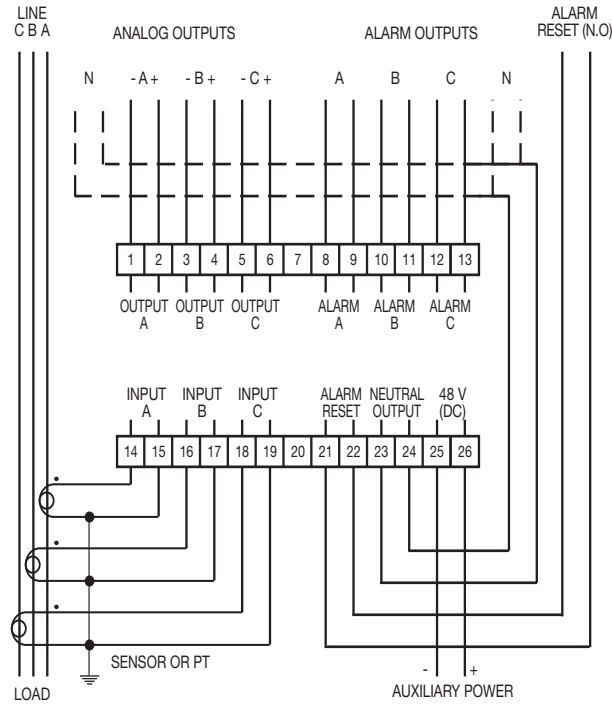 LINE
C B A
ANALOG OUTPUTS
ALARM OUTPUTS
ALARM
RESET (N.O)
N
- A +
- B +
- C +
A
B
C
N
1 2 3 4 5 6 7 8 9 10 11 12 13
OUTPUT
A
OUTPUT
B
OUTPUT
C
ALARM
A
ALARM
B
ALARM
C
INPUT
A
INPUT
B
INPUT
C
ALARM
RESET
NEUTRAL
OUTPUT
48 V
(DC)
14 15 16 17 18 19 20 21 22 23 24 25 26
SENSOR OR PT
- +
LOAD
AUXILIARY POWER